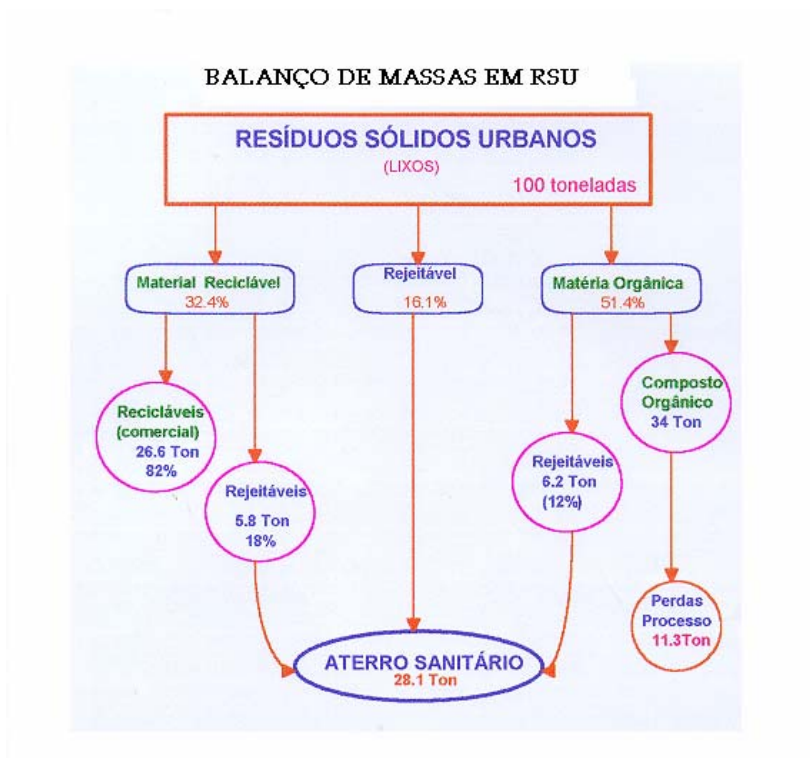 BALANÇO DE MASSAS EM RSU
RESÍDUOS SÓLIDOS URBANOS
(LIXOS)
100 toneladas
Material Reciclável
32.4%
Rejeitável
16.1%
Matéria Orgânica
51.4%
Recicláveis
(comercial)
26.6 Ton
82%
Rejeitáveis
5.8 Ton
18%
Rejeitáveis
6.2 Ton
(12%)
Composto
Orgânico
34 Ton
Perdas
Processo
11.3Ton
ATERRO SANITÁRIO
28.1 Ton